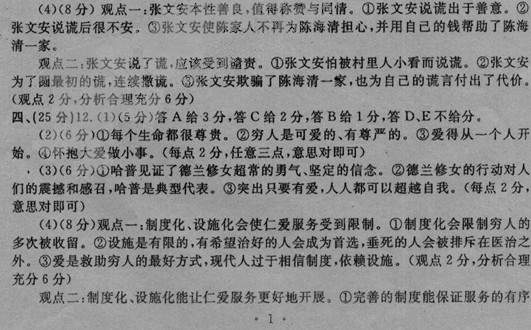 (4)(8分)观点一:张文安本性善良,值得称赞与同情。①张文安说谎出于善意。②
张文安说谎后很不安。③张文安使陈家人不再为陈海清担心,并用自己的钱帮助了陈海
清一家。
观点二:张文安说了谎,应该受到谴责。①张文安怕被村里人小看而说谎。②张文安
为了圆最初的谎,连续撒谎。③张文安欺骗了陈海清一家,也为自己的谎言付出了代价。
(观点2分,分析合理充分6分)
四、(25分)12.(1)(5分)答A给3分,答C给2分,答B给1分,答D、E不给分。
(2)(6分)①每个生命都很尊贵。②穷人是可爱的、有尊严的。③爱得从一个人开
始。④怀抱大爱做小事。(每点2分,任意三点,意思对即可)
(3)(6分)①哈普见证了德兰修女超常的勇气、坚定的信念。②德兰修女的行动对人
们的震撼和感召,哈普是典型代表。③突出只要有爱,人人都可以超越自我。(每点2分,
意思对即可)
(4)(8分)观点一:制度化、设施化会使仁爱服务受到限制。①制度化会限制穷人的
多次被收留。②设施是有限的,有希望治好的人会成为首选,垂死的人会被排斥在医治之
外。③爱是救助穷人的最好方式,现代人过于相信制度,依赖设施。(观点2分,分析合理
充分6分)
观点二:制度化、设施化能让仁爱服务更好地开展。①完善的制度能保证服务的有序
·1·